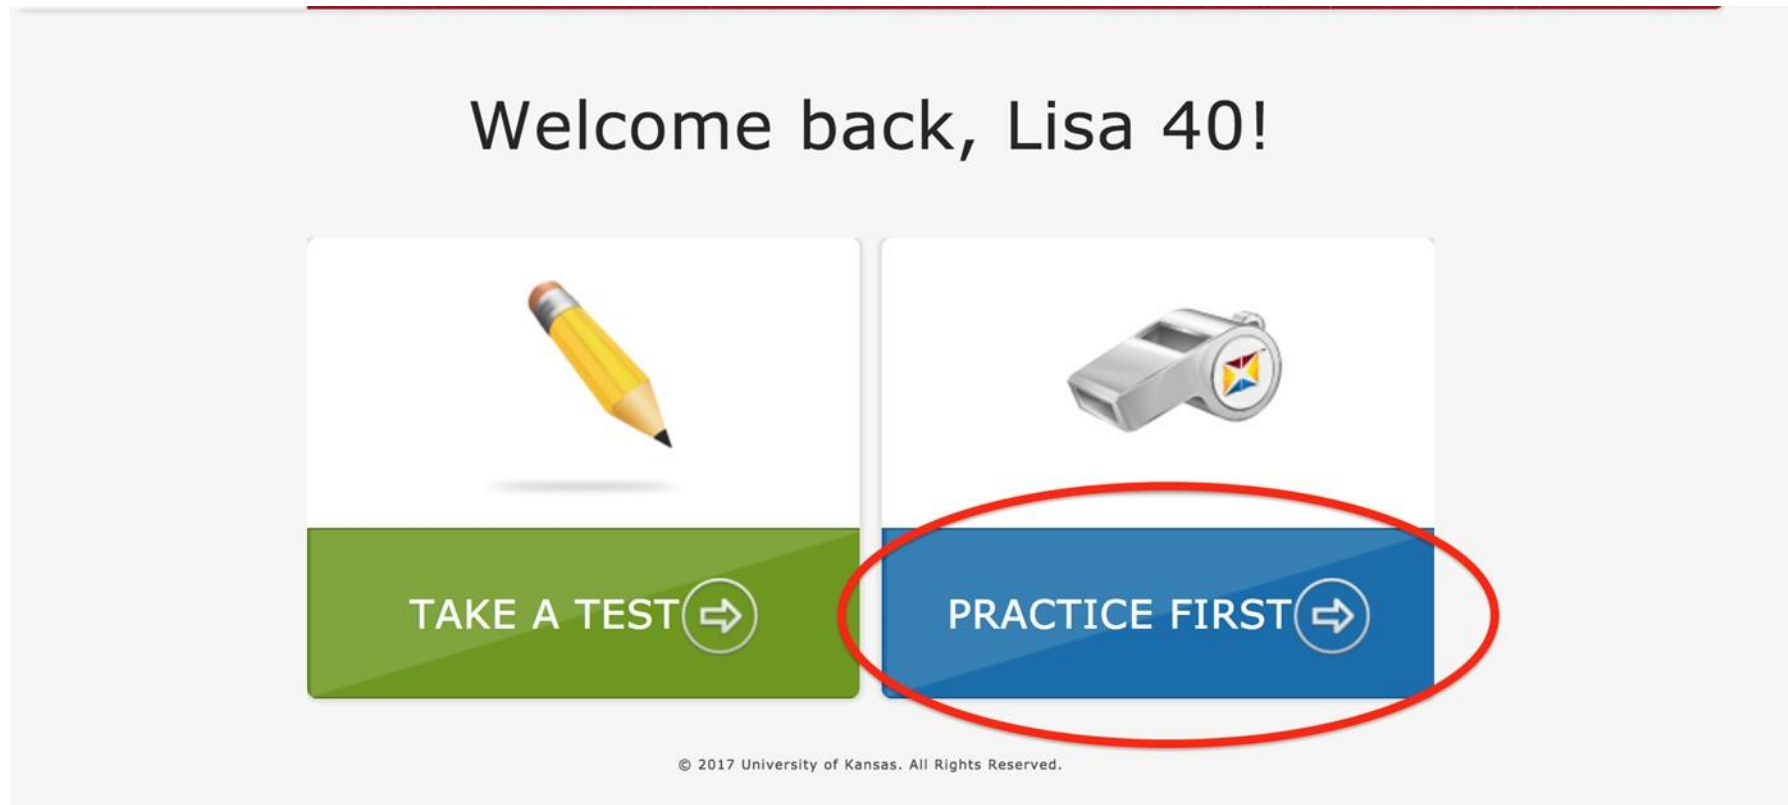 Welcome back, Lisa 40!
TAKE A TEST
PRACTICE FIRST
© 2017 University of Kansas. All Rights Reserved.